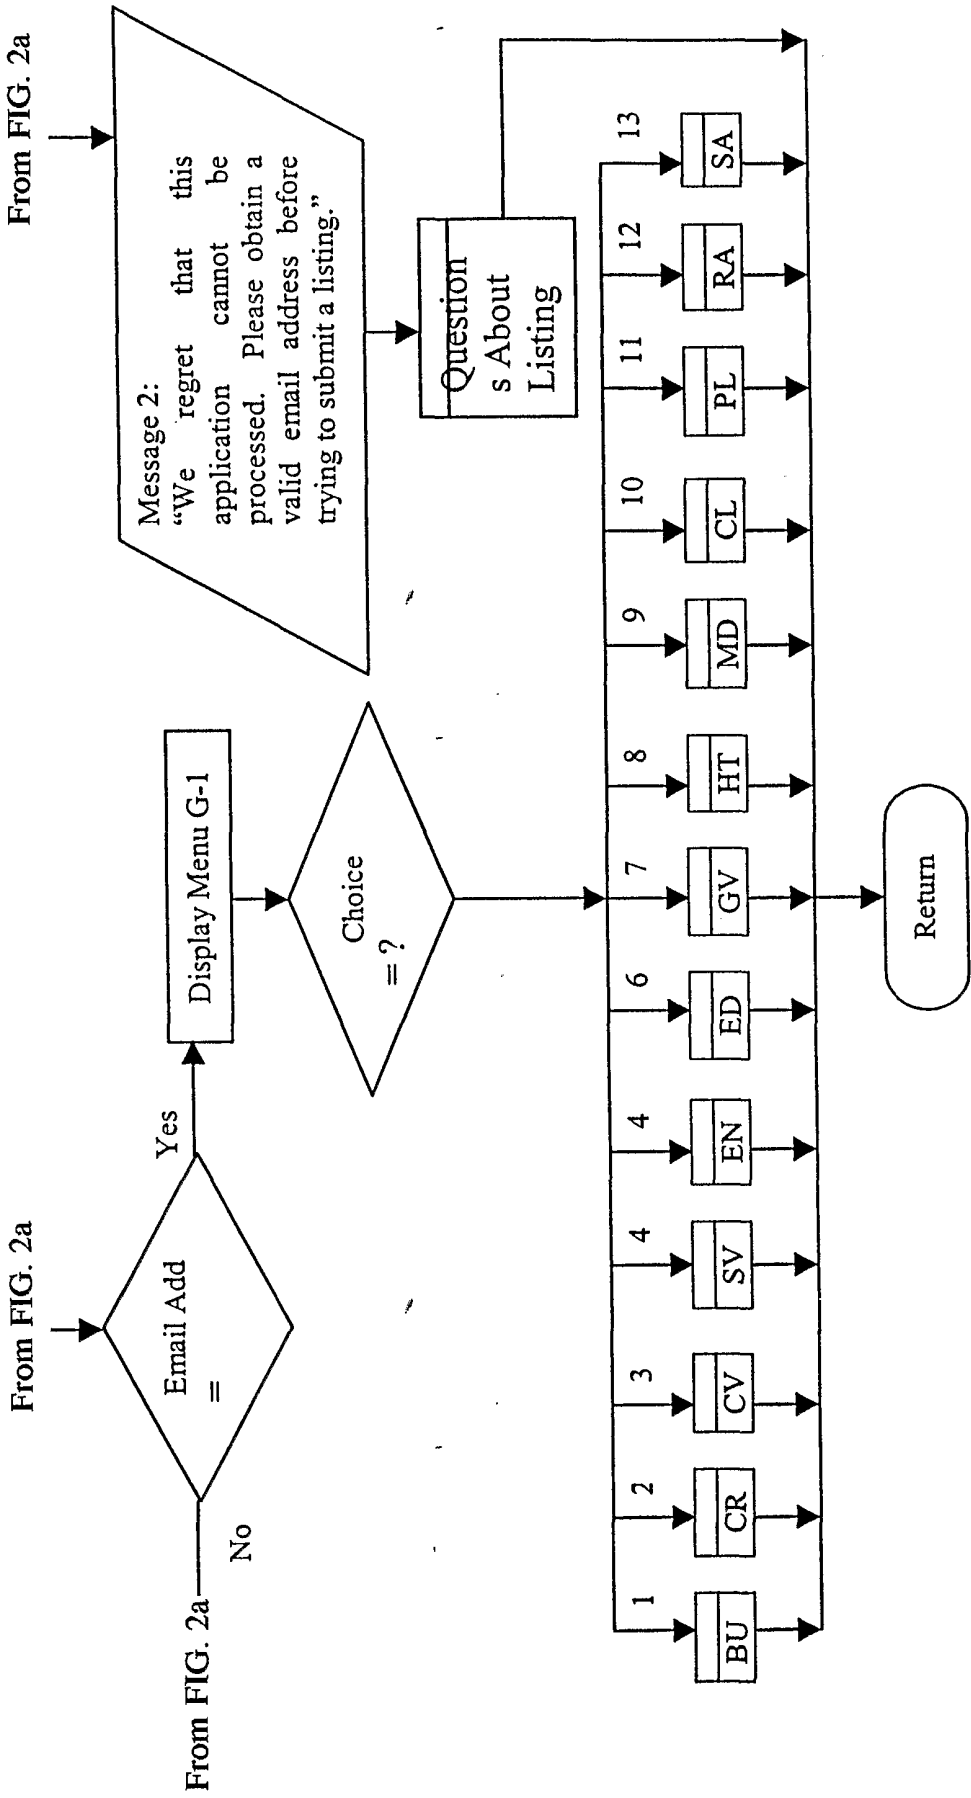 From FIG. 2a
From FIG. 2a
Message 2:
“We regret that this
application cannot be
processed. Please obtain a
valid email address before
trying to submit a listing.”
Email Add
=
Yes
No
From FIG. 2a
Display Menu G-1
Choice
= ?
Question
s About
Listing
1 2 3 4 4 6 7 8 9 10 11 12 13
BU CR CV SV EN ED GV HT MD CL PL RA SA
Return